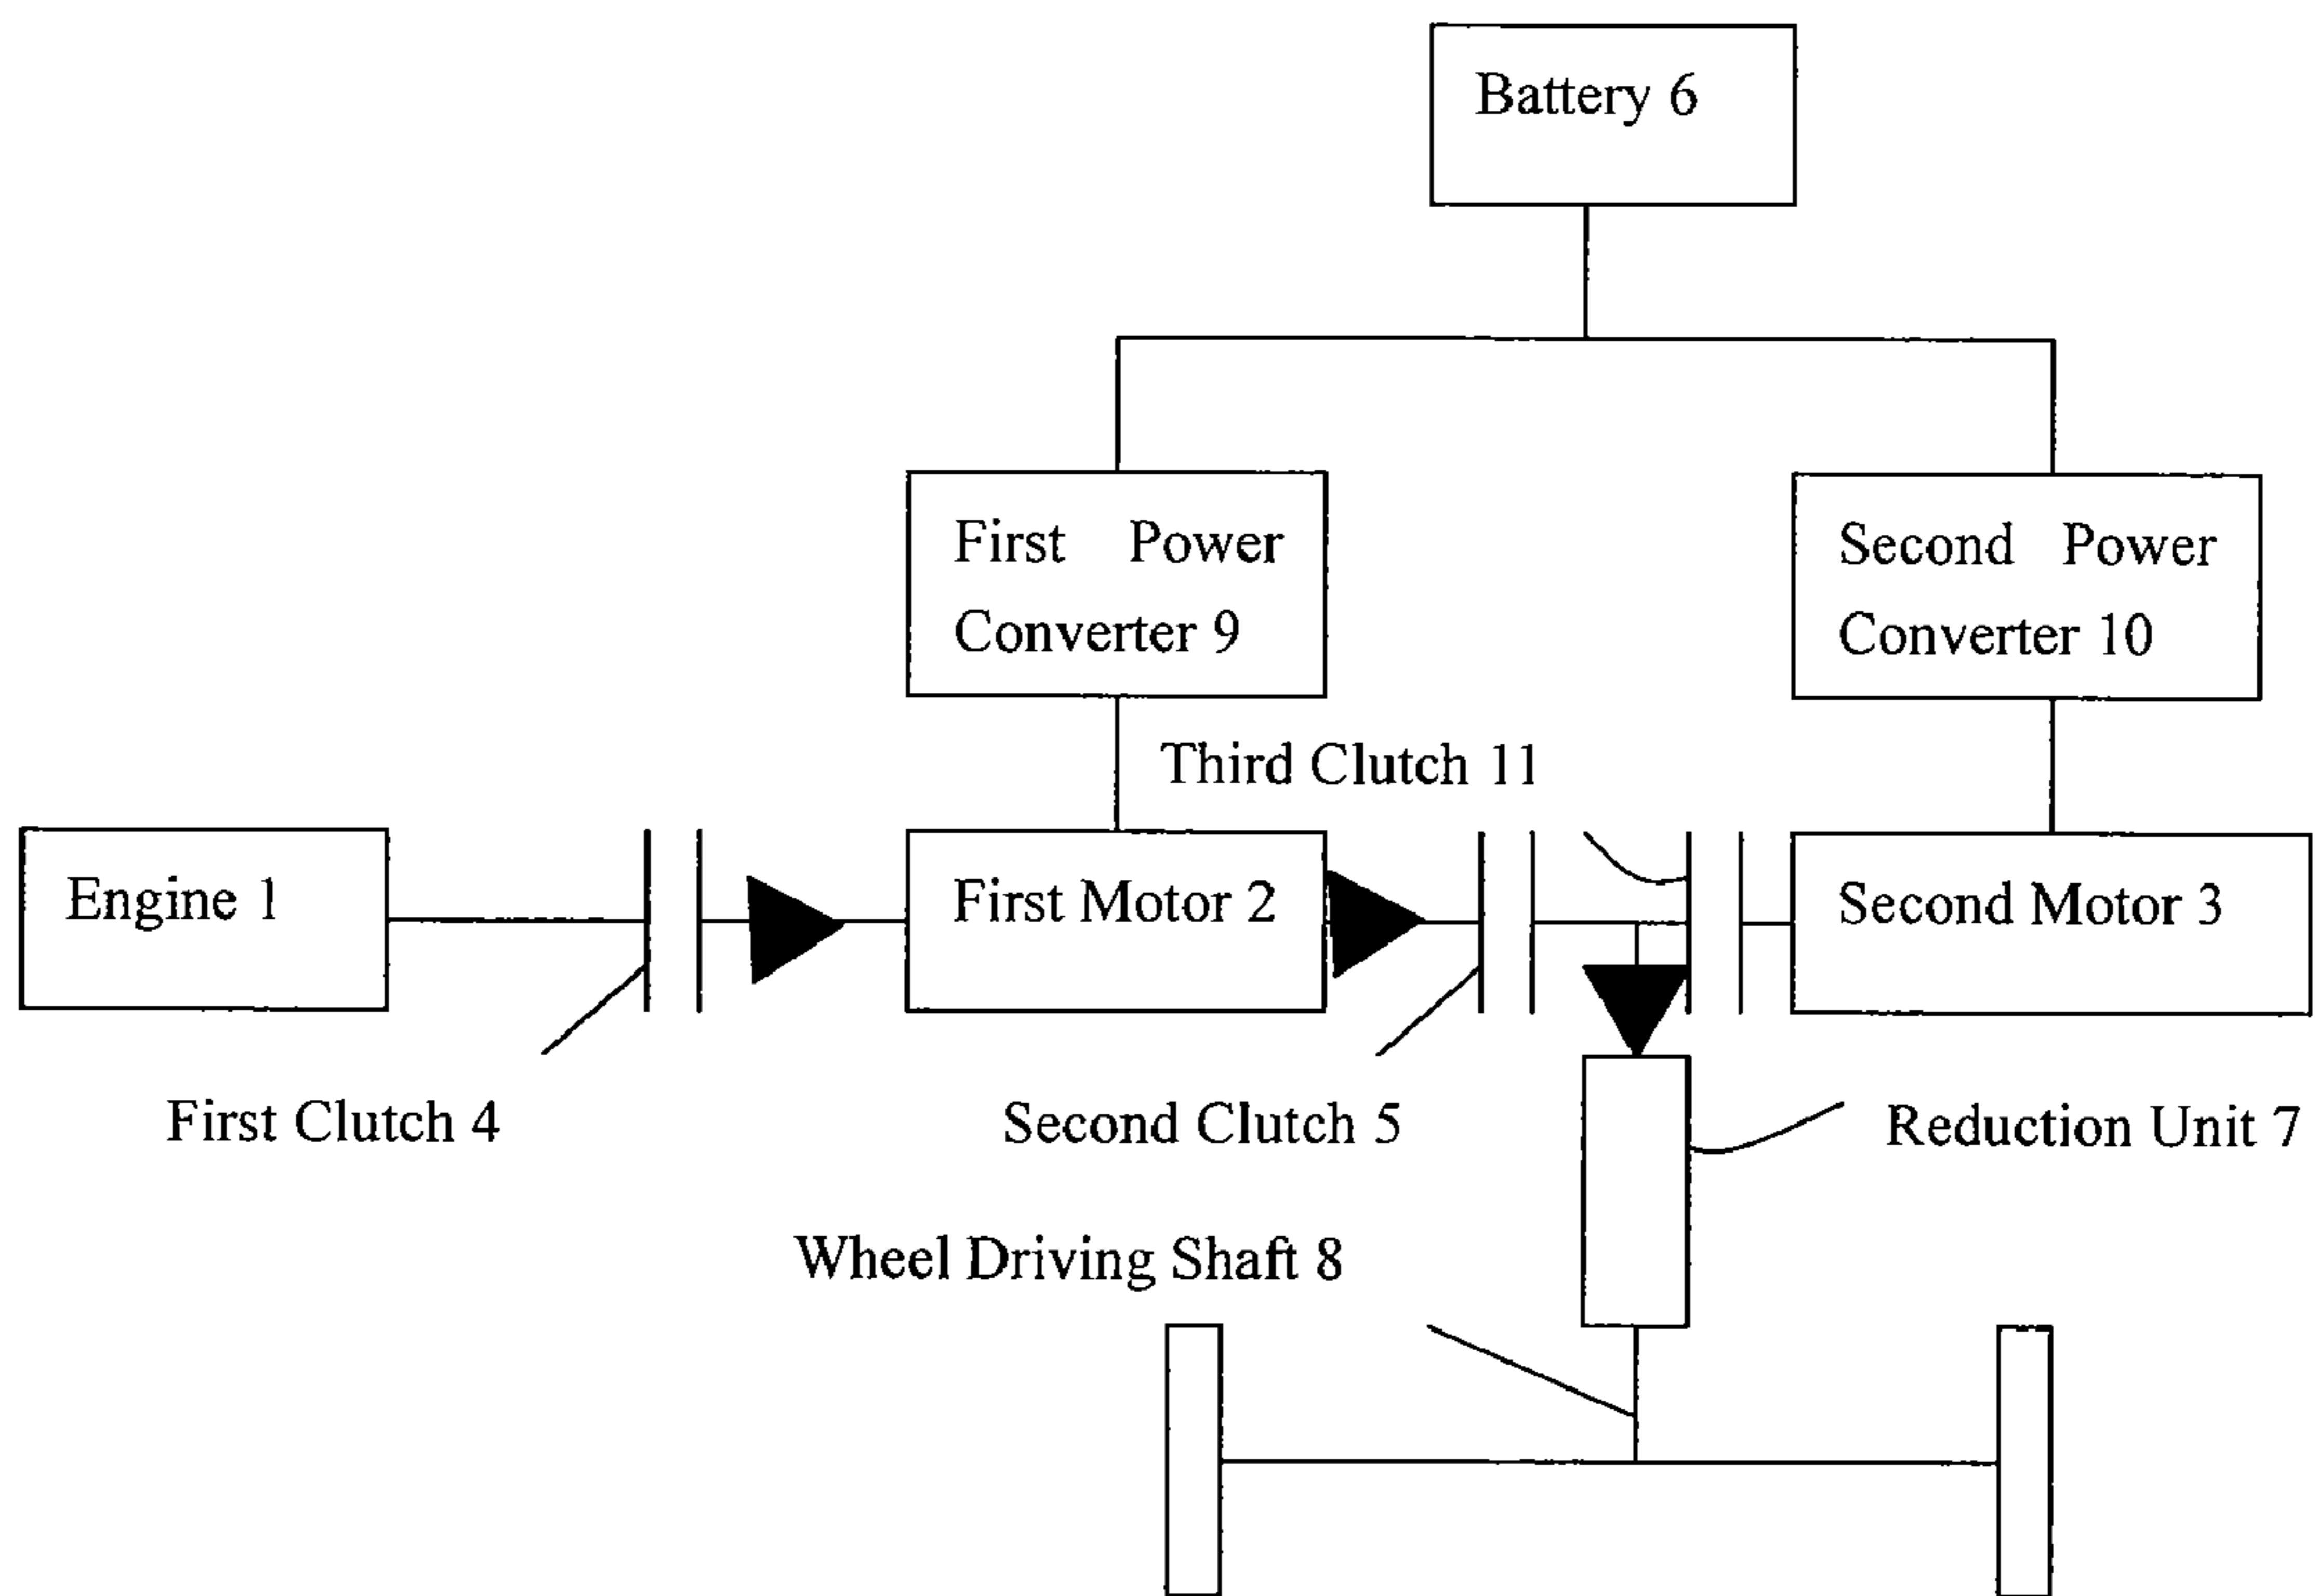 Battery 6
First Power
Converter 9
Second Power
Converter 10
Third Clutch 11
Engine 1
First Motor 2
Second Motor 3
First Clutch 4
Second Clutch 5
Reduction Unit 7
Wheel Driving Shaft 8